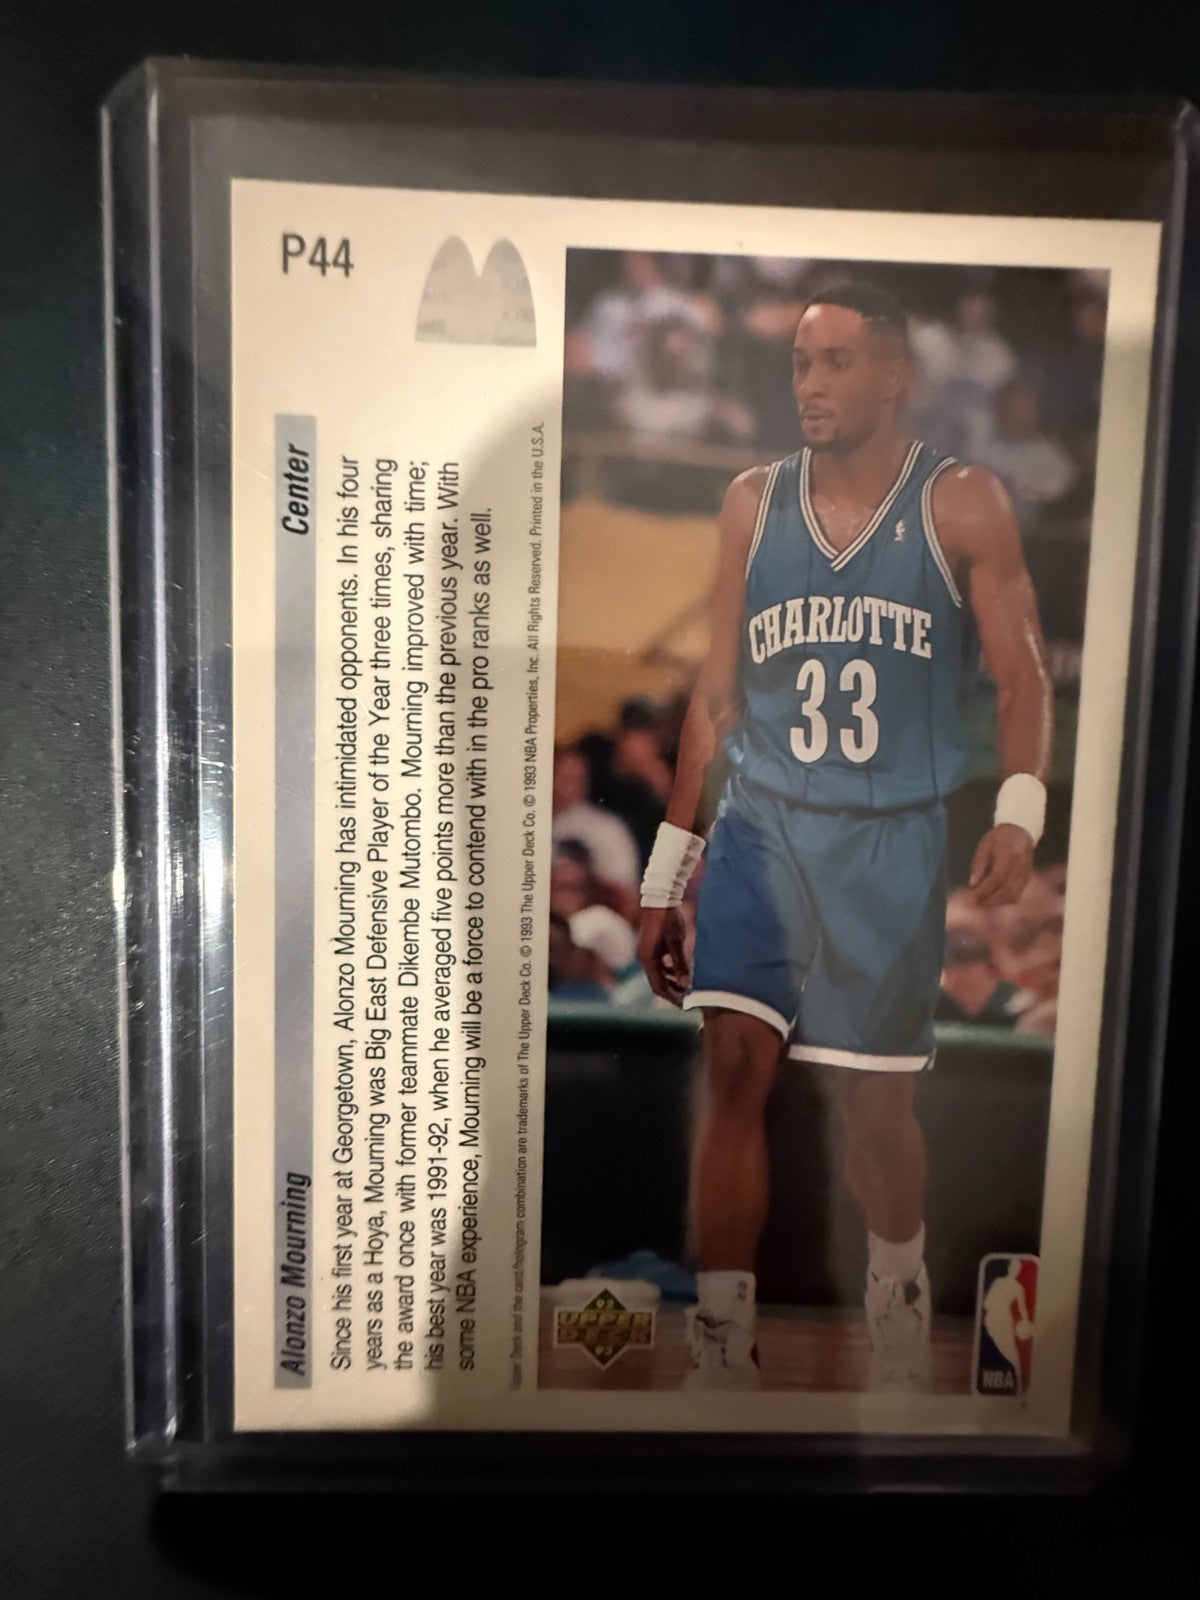 P44
Alonzo Mourning
Center
Since his first year at Georgetown, Alonzo Mourning has intimidated opponents. In his four
years as a Hoya, Mourning was Big East Defensive Player of the Year three times, sharing
the award once with former teammate Dikembe Mutombo. Mourning improved with time;
his best year was 1991-92, when he averaged five points more than the previous year. With
some NBA experience, Mourning will be a force to contend with in the pro ranks as well.
Upper Deck and the card/hologram combination are trademarks of The Upper Deck Co. © 1993 The Upper Deck Co. © 1993 NBA Properties, Inc. All Rights Reserved. Printed in the U.S.A.
CHARLOTTE
33
UPPER
DECK
NBA